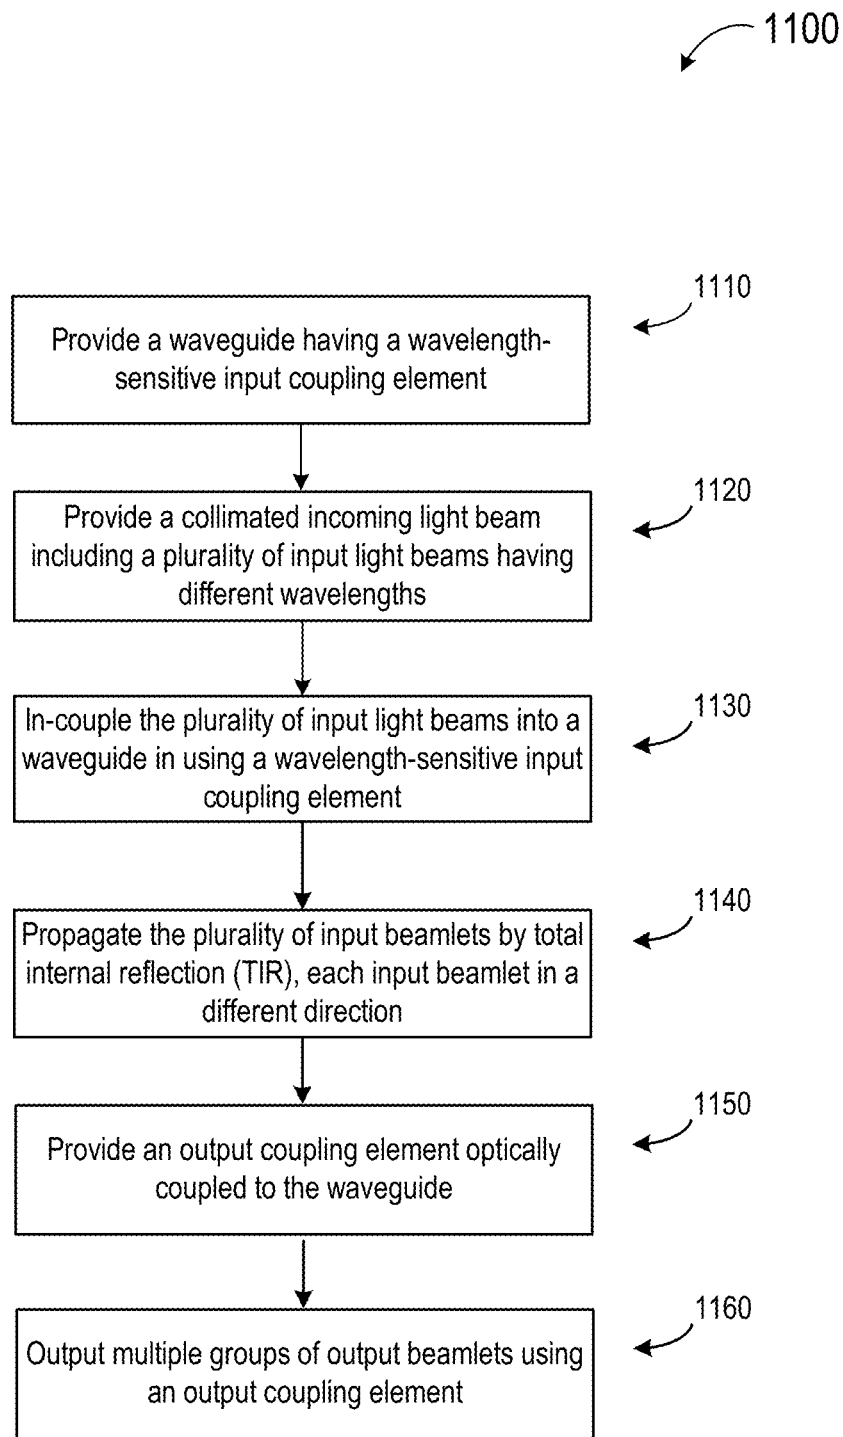 1100
1110
Provide a waveguide having a wavelength-
sensitive input coupling element
1120
Provide a collimated incoming light beam
including a plurality of input light beams having
different wavelengths
1130
In-couple the plurality of input light beams into a
waveguide in using a wavelength-sensitive input
coupling element
1140
Propagate the plurality of input beamlets by total
internal reflection (TIR), each input beamlet in a
different direction
1150
Provide an output coupling element optically
coupled to the waveguide
1160
Output multiple groups of output beamlets using
an output coupling element